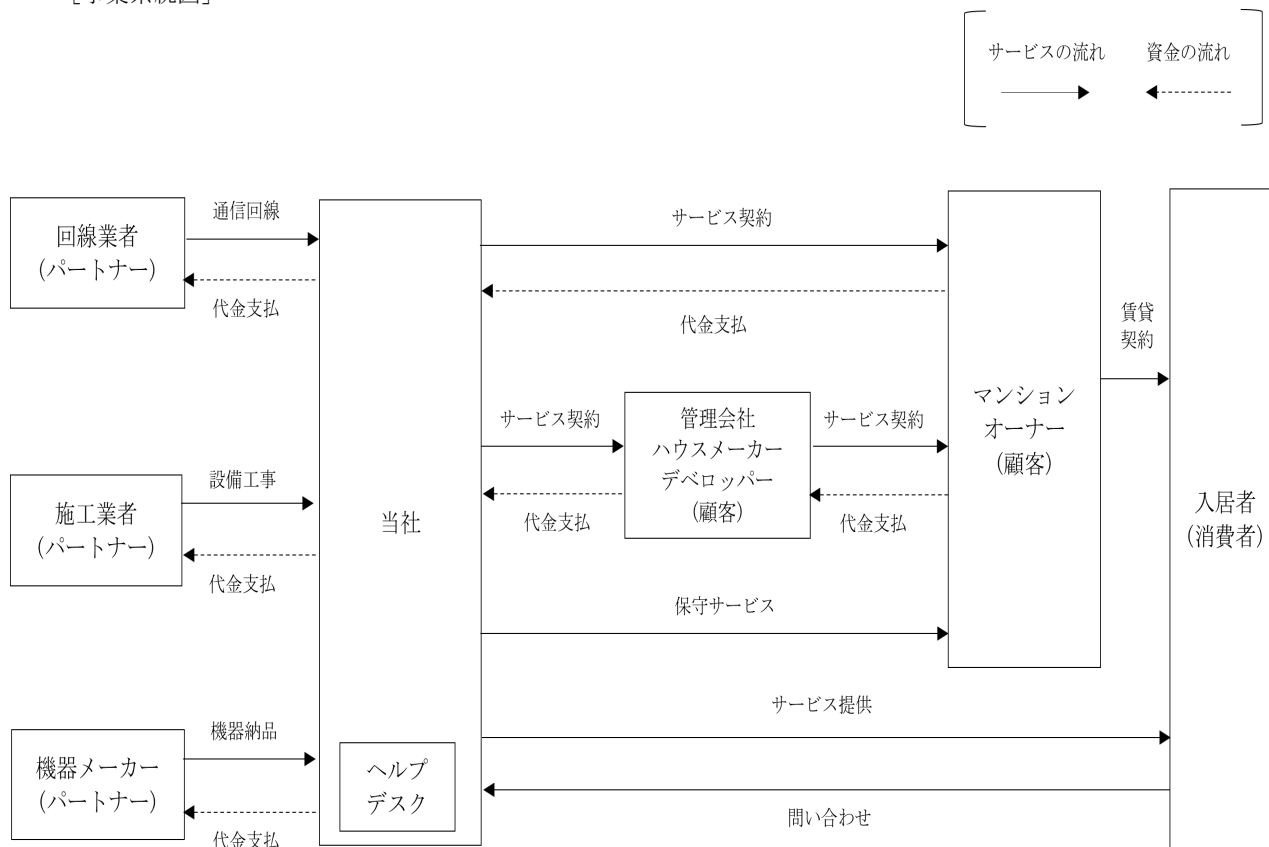 [事業系統図]
サービスの流れ 資金の流れ
回線業者
(パートナー)
通信回線
代金支払
施工業者
(パートナー)
設備工事
代金支払
機器メーカー
(パートナー)
機器納品
代金支払
当社
ヘルプ
デスク
サービス契約
代金支払
サービス契約
代金支払
管理会社
ハウスメーカー
デベロッパー
(顧客)
サービス契約
代金支払
保守サービス
サービス提供
問い合わせ
マンション
オーナー
(顧客)
賃貸
契約
入居者
(消費者)